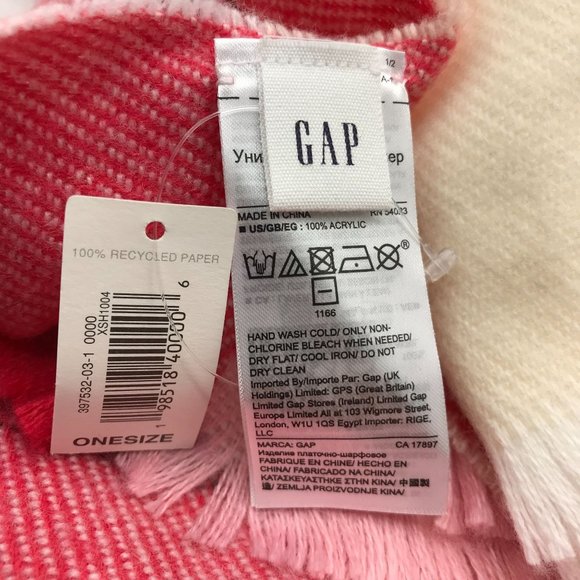 1/2
A-1
GAP
Уни
ер
MADE IN CHINA RN 54023
■ US/GB/EG : 100% ACRYLIC
1166
HAND WASH COLD/ ONLY NON-
CHLORINE BLEACH WHEN NEEDED/
DRY FLAT/ COOL IRON/ DO NOT
DRY CLEAN
Imported By/Importe Par: Gap (UK
Holdings) Limited: GPS (Great Britain)
Limited Gap Stores (Ireland) Limited Gap
Europe Limited All at 103 Wigmore Street,
London, W1U 1QS Egypt Importer: RIGE,
LLC
MARCA: GAP CA 17897
Изделие платочно-шарфовое
FABRIQUE EN CHINE/ HECHO EN
CHINA/ FABRICADO NA CHINA/
ΚΑΤΑΣΚΕΥΑΣΤΗΚΕ ΣΤΗΝ ΚΙΝΑ/ 中國製
造/ ZEMLJA PROIZVODNJE KINA/
100% RECYCLED PAPER
397532-03-1 0000
XSH1004
1 98518 40000 6
ONESIZE